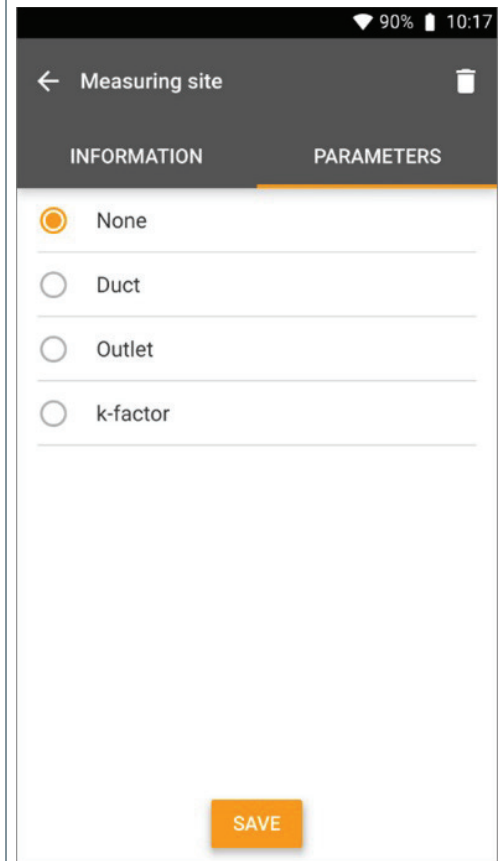 90% 10:17
Measuring site
INFORMATION PARAMETERS
None
Duct
Outlet
k-factor
SAVE